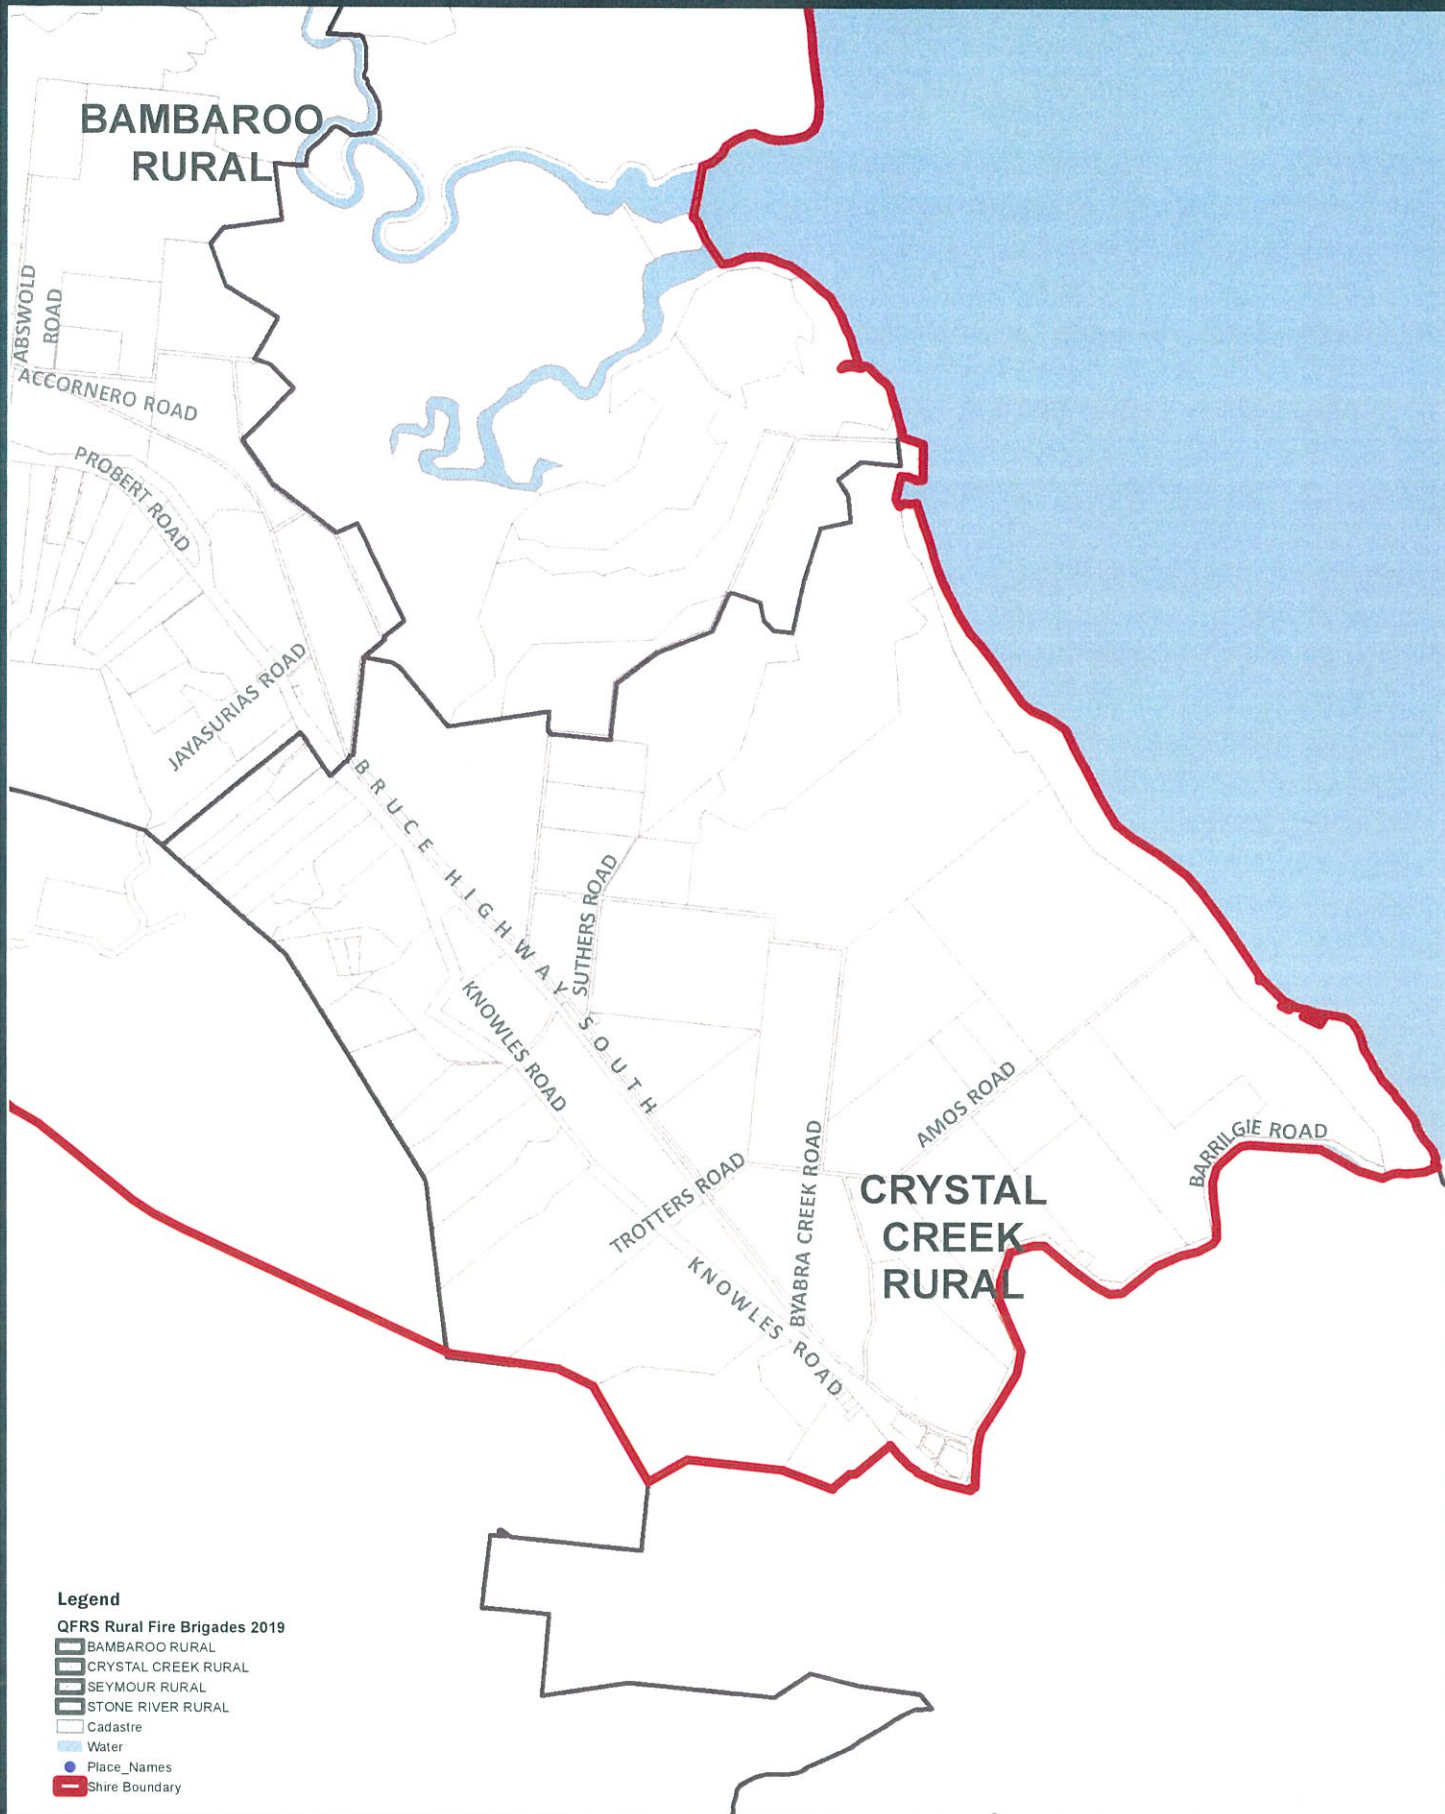 BAMBAROO
RURAL
ABSWOLD
ROAD
ACCORNERO ROAD
PROBERT ROAD
JAYASURIAS ROAD
BRUCE HIGHWAY SOUTH
SUTHERS ROAD
KNOWLES ROAD
AMOS ROAD
BARRILGIE ROAD
TROTTERS ROAD
BYABRA CREEK ROAD
CRYSTAL
CREEK
RURAL
KNOWLES ROAD
Legend
QFRS Rural Fire Brigades 2019
BAMBAROO RURAL
CRYSTAL CREEK RURAL
SEYMOUR RURAL
STONE RIVER RURAL
Cadastre
Water
Place_Names
Shire Boundary